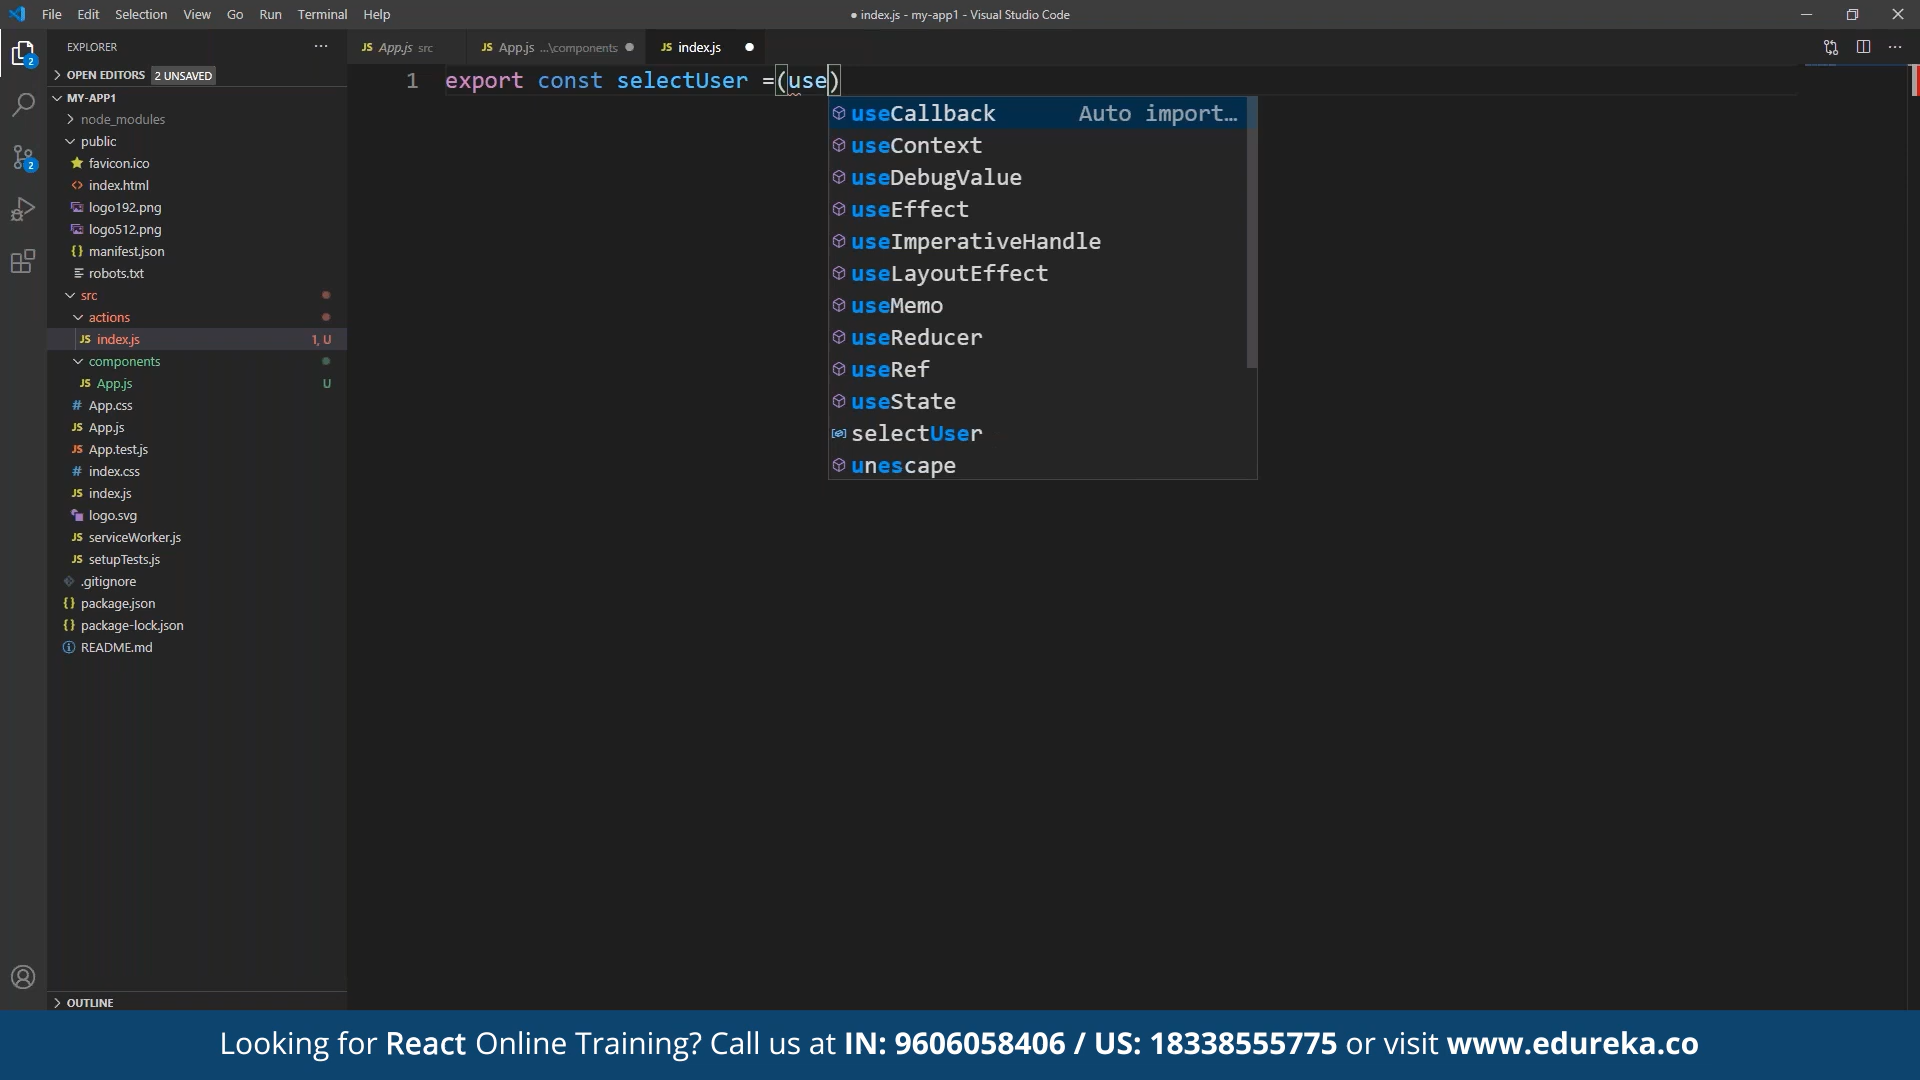 File Edit Selection View Go Run Terminal Help
● index.js - my-app1 - Visual Studio Code
EXPLORER
OPEN EDITORS 2 UNSAVED
MY-APP1
node_modules
public
favicon.ico
index.html
logo192.png
logo512.png
manifest.json
robots.txt
src
actions
JS index.js 1, U
components
JS App.js U
# App.css
JS App.js
JS App.test.js
# index.css
JS index.js
logo.svg
JS serviceWorker.js
JS setupTests.js
.gitignore
{} package.json
{} package-lock.json
README.md
OUTLINE
2
2
JS App.js src
JS App.js ...\components
JS index.js
1 export const selectUser =(use)
useCallback Auto import…
useContext
useDebugValue
useEffect
useImperativeHandle
useLayoutEffect
useMemo
useReducer
useRef
useState
selectUser
unescape
Looking for React Online Training? Call us at IN: 9606058406 / US: 18338555775 or visit www.edureka.co